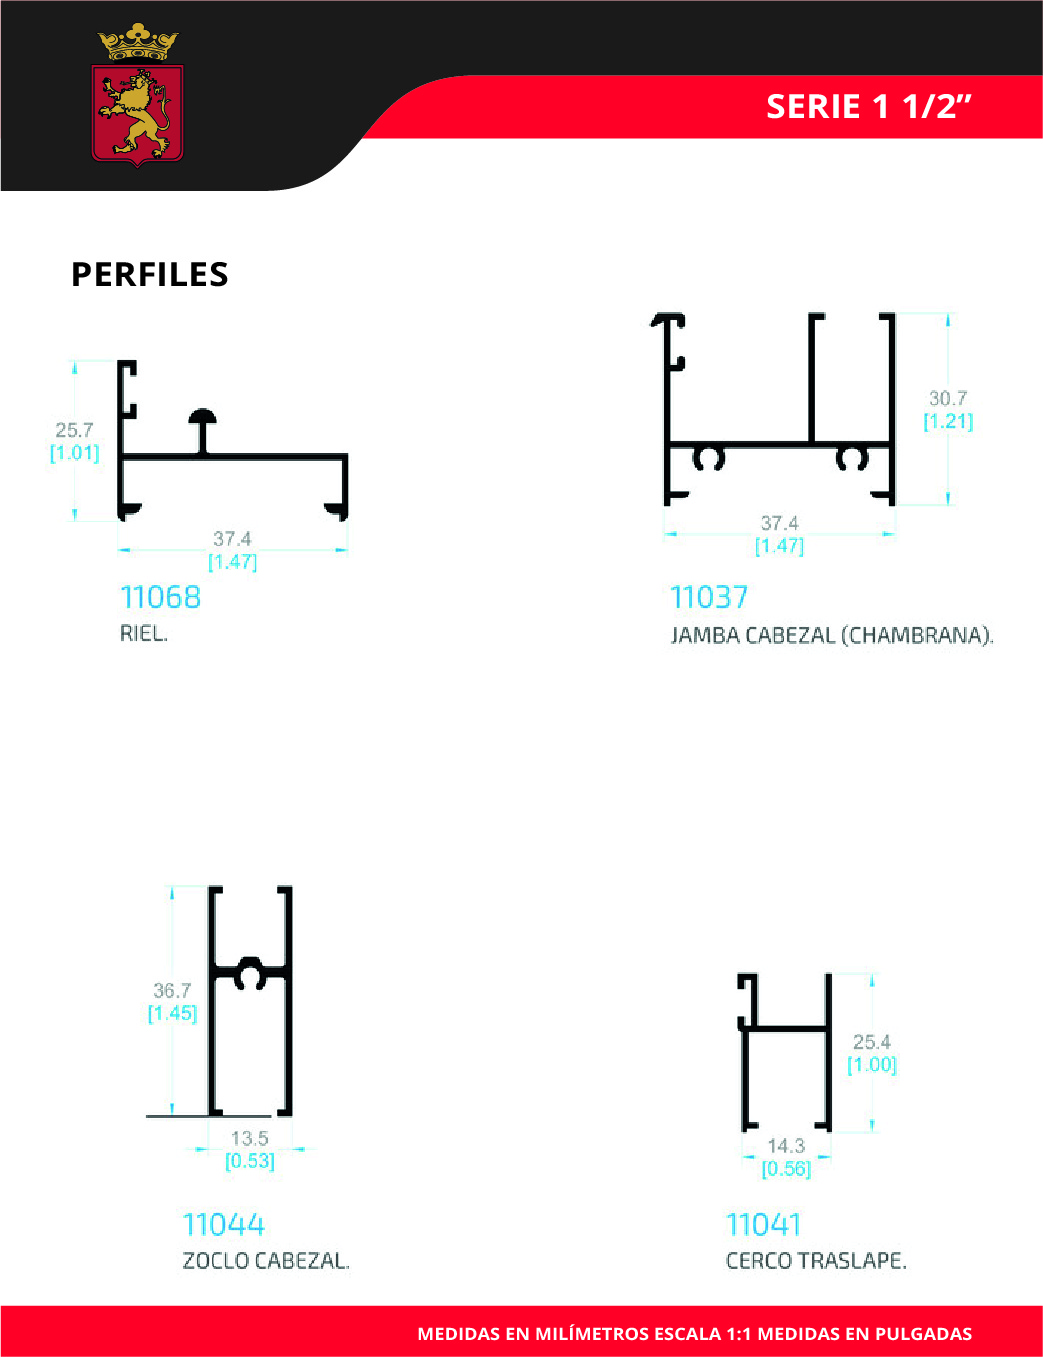 SERIE 1 1/2”
PERFILES
25.7
[1.01]
37.4
[1.47]
11068
RIEL.
30.7
[1.21]
37.4
[1.47]
11037
JAMBA CABEZAL (CHAMBRANA).
36.7
[1.45]
13.5
[0.53]
11044
ZOCLO CABEZAL.
25.4
[1.00]
14.3
[0.56]
11041
CERCO TRASLAPE.
MEDIDAS EN MILÍMETROS ESCALA 1:1 MEDIDAS EN PULGADAS